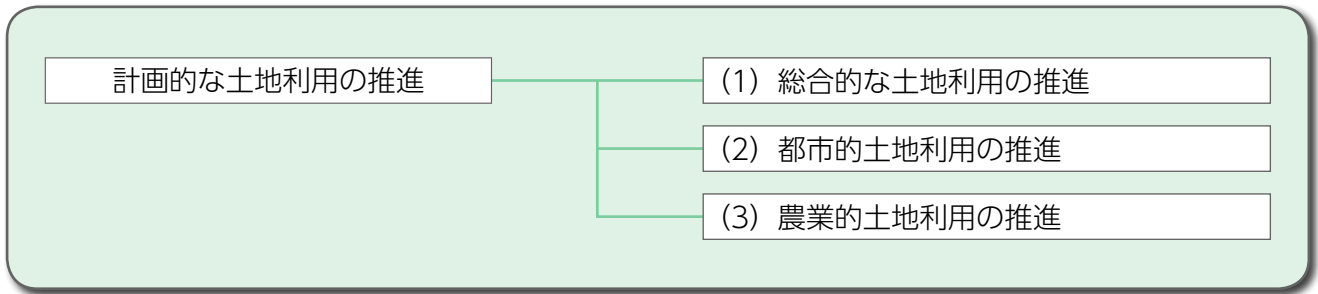 計画的な土地利用の推進
（1）総合的な土地利用の推進
（2）都市的土地利用の推進
（3）農業的土地利用の推進